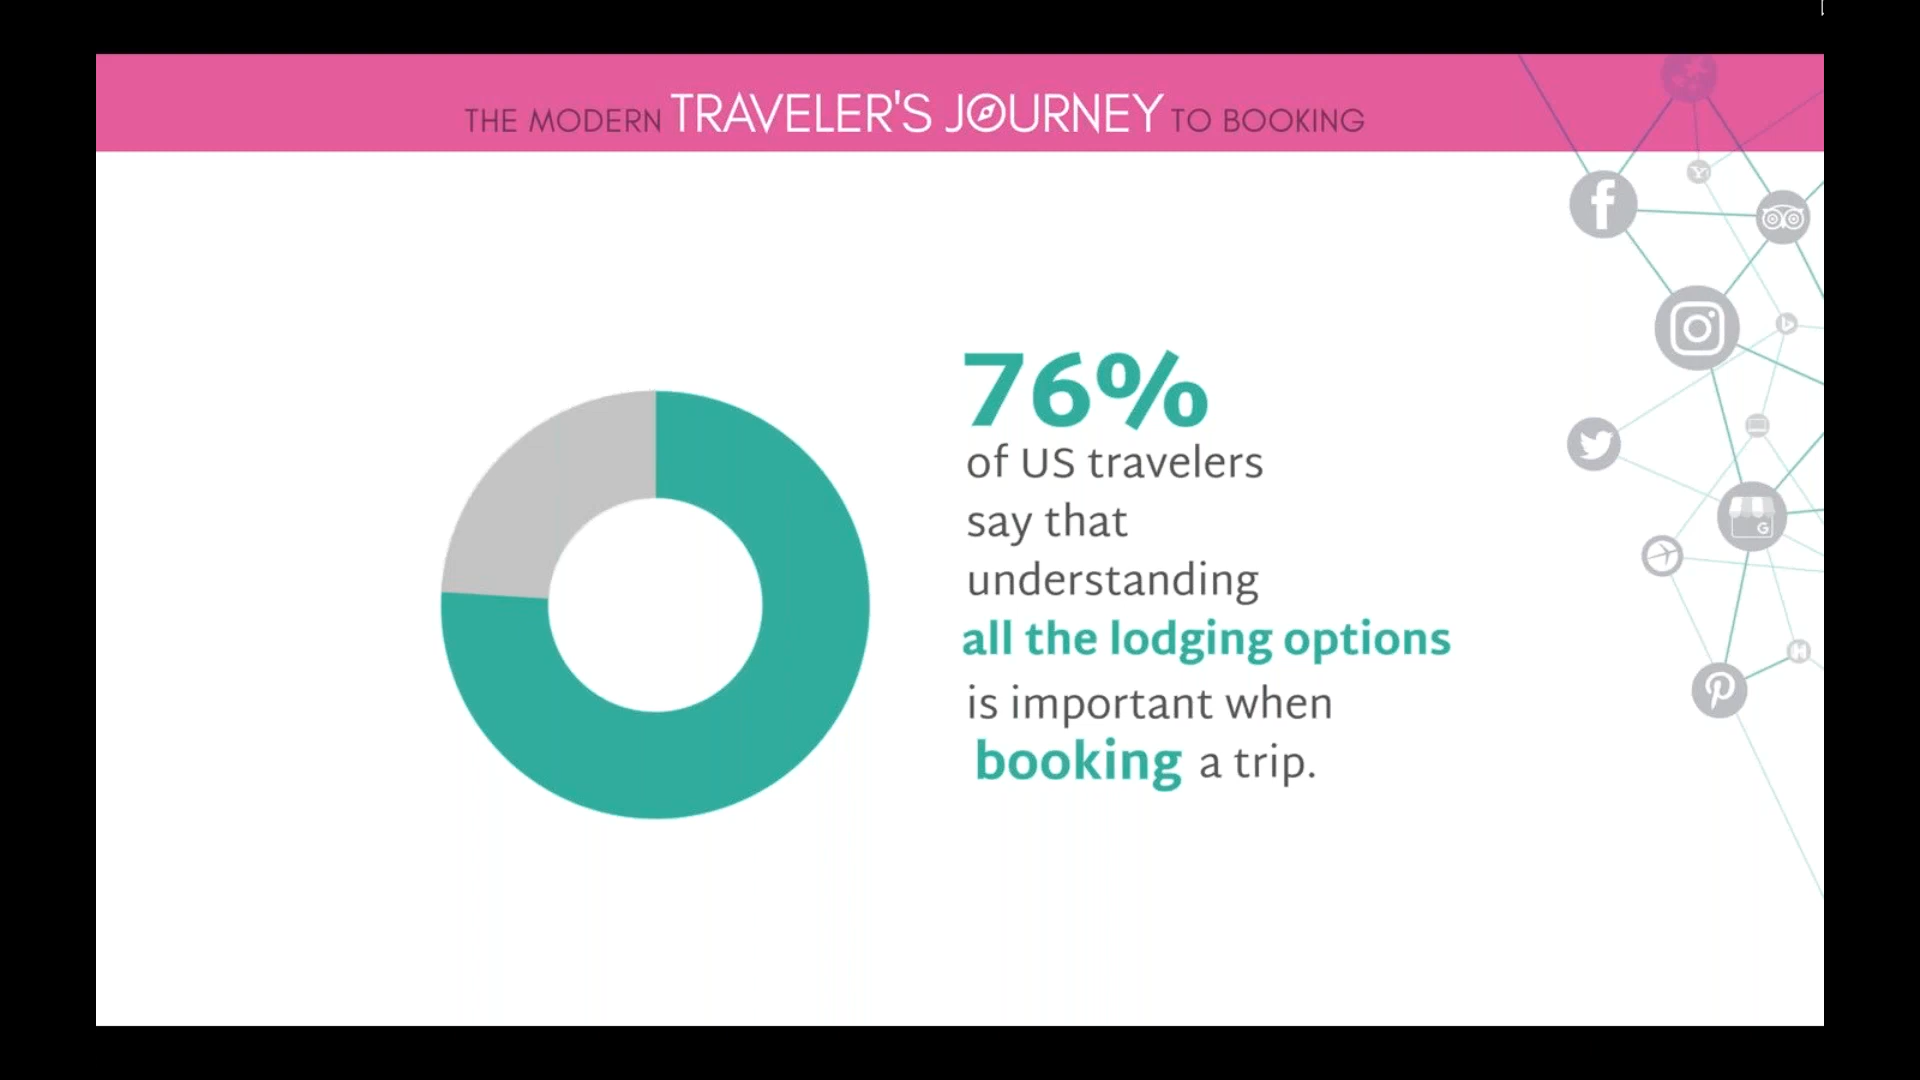 THE MODERN TRAVELER'S JOURNEY TO BOOKING
76%
of US travelers
say that
understanding
all the lodging options
is important when
booking a trip.